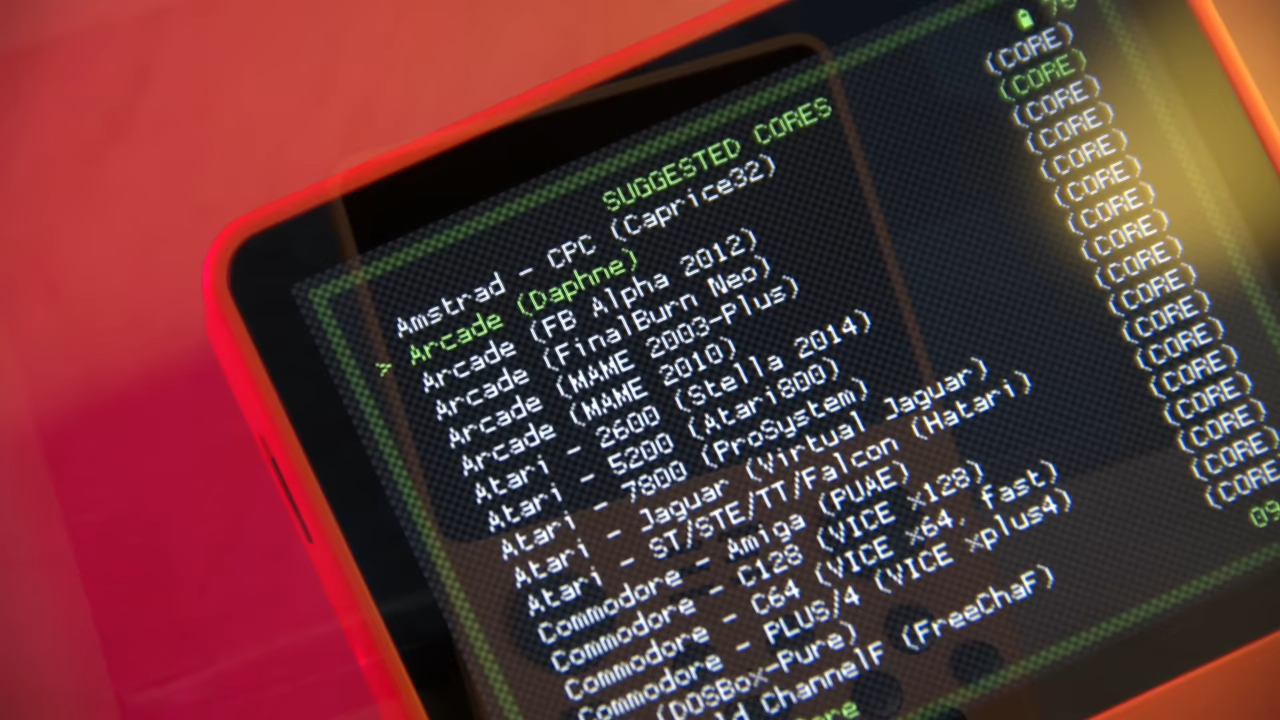 SUGGESTED CORES
Amstrad - CPC (Caprice32) (CORE)
> Arcade (Daphne) (CORE)
Arcade (FB Alpha 2012) (CORE)
Arcade (FinalBurn Neo) (CORE)
Arcade (MAME 2003-Plus) (CORE)
Arcade (MAME 2010) (CORE)
Atari - 2600 (Stella 2014) (CORE)
Atari - 5200 (Atari800) (CORE)
Atari - 7800 (ProSystem) (CORE)
Atari - Jaguar (Virtual Jaguar) (CORE)
Atari - ST/STE/TT/Falcon (Hatari) (CORE)
Commodore - Amiga (PUAE) (CORE)
Commodore - C128 (VICE x128) (CORE)
Commodore - C64 (VICE x64, fast) (CORE)
Commodore - PLUS/4 (VICE xplus4) (CORE)
(DOSBox-Pure) (CORE)
ld ChannelF (FreeChaF) (CORE
09